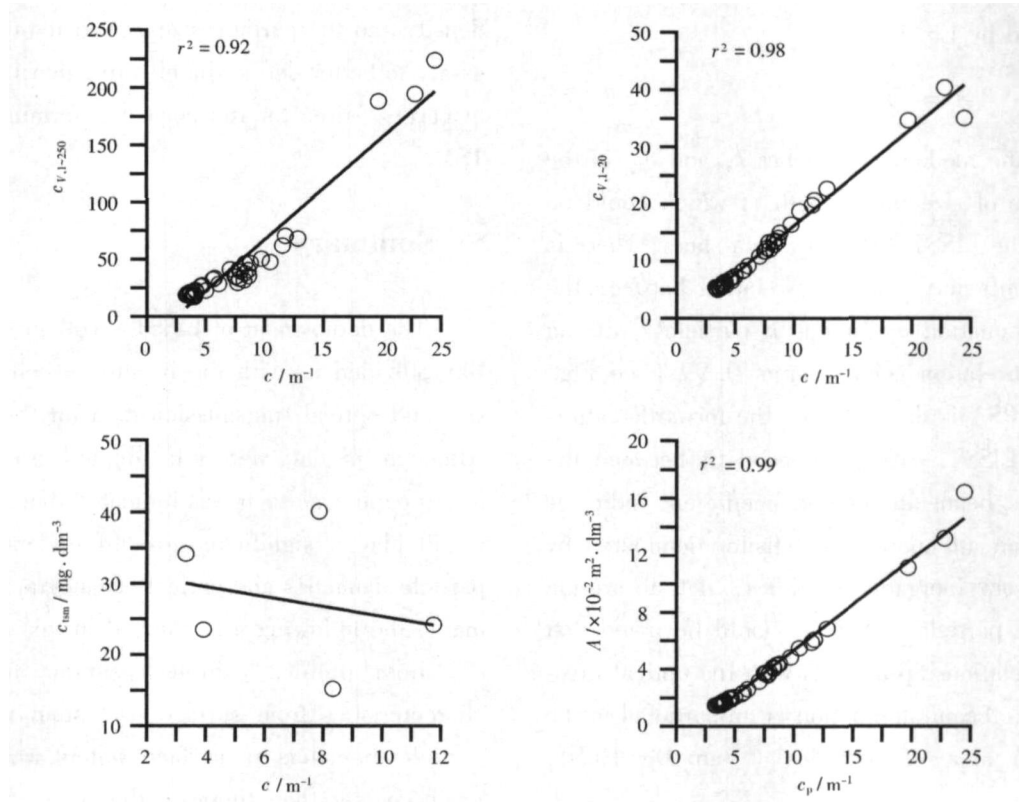 r² = 0.92
250
200
150
100
50
0
c_V,1–250
0 5 10 15 20 25
c / m⁻¹
r² = 0.98
50
40
30
20
10
0
c_V,1–20
0 5 10 15 20 25
c / m⁻¹
50
40
30
20
10
c_tsm / mg · dm⁻³
2 4 6 8 10 12
c / m⁻¹
r² = 0.99
20
16
12
8
4
0
A / ×10⁻² m² · dm⁻³
0 5 10 15 20 25
c_p / m⁻¹